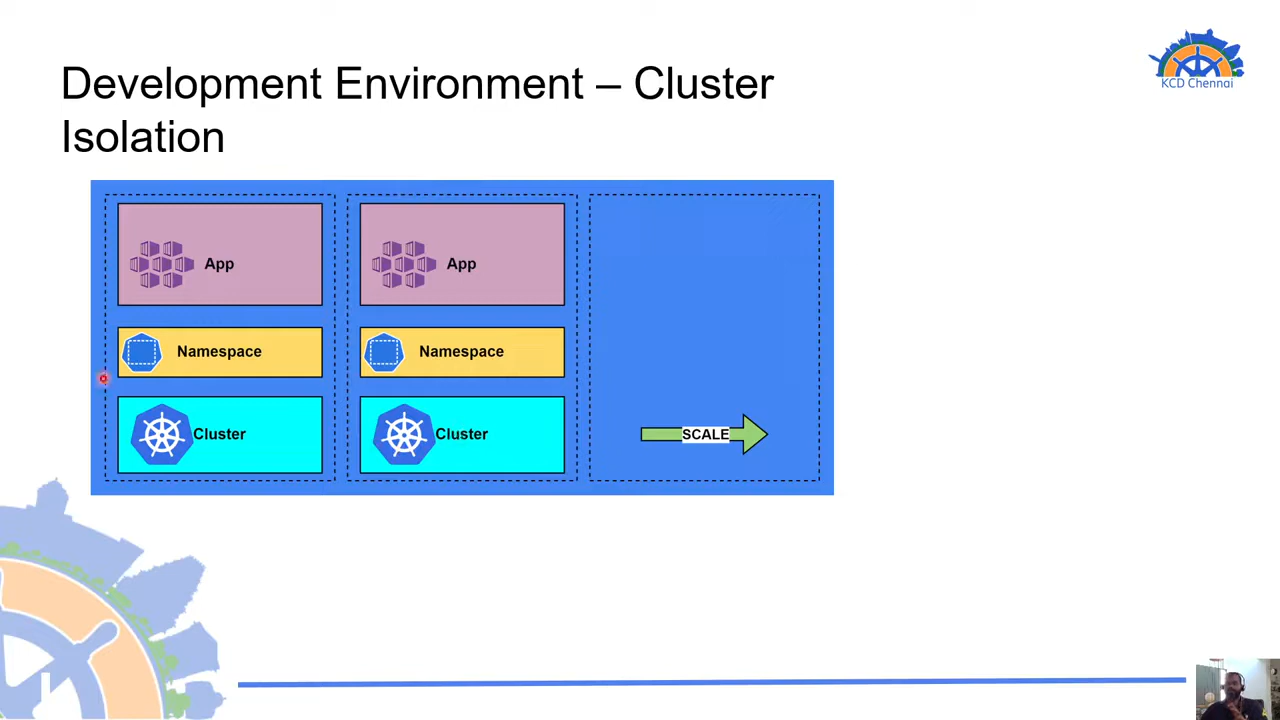 KCD Chennai
Development Environment – Cluster
Isolation
App
App
Namespace
Namespace
Cluster
Cluster
SCALE